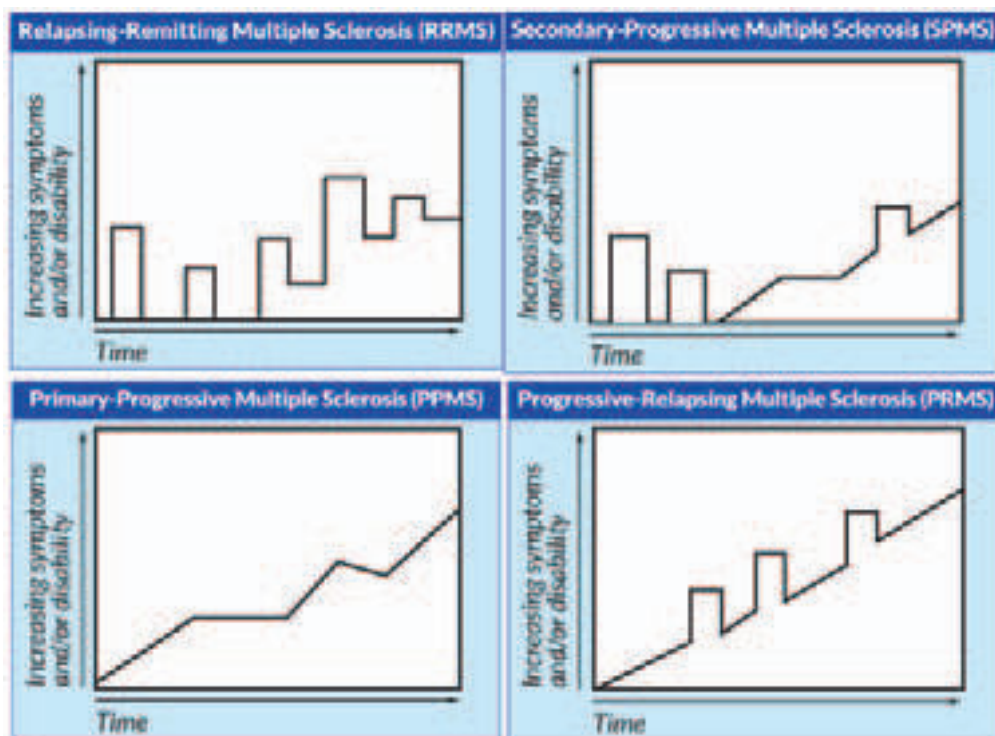 Relapsing-Remitting Multiple Sclerosis (RRMS)
Increasing symptoms
and/or disability
Time
Secondary-Progressive Multiple Sclerosis (SPMS)
Increasing symptoms
and/or disability
Time
Primary-Progressive Multiple Sclerosis (PPMS)
Increasing symptoms
and/or disability
Time
Progressive-Relapsing Multiple Sclerosis (PRMS)
Increasing symptoms
and/or disability
Time